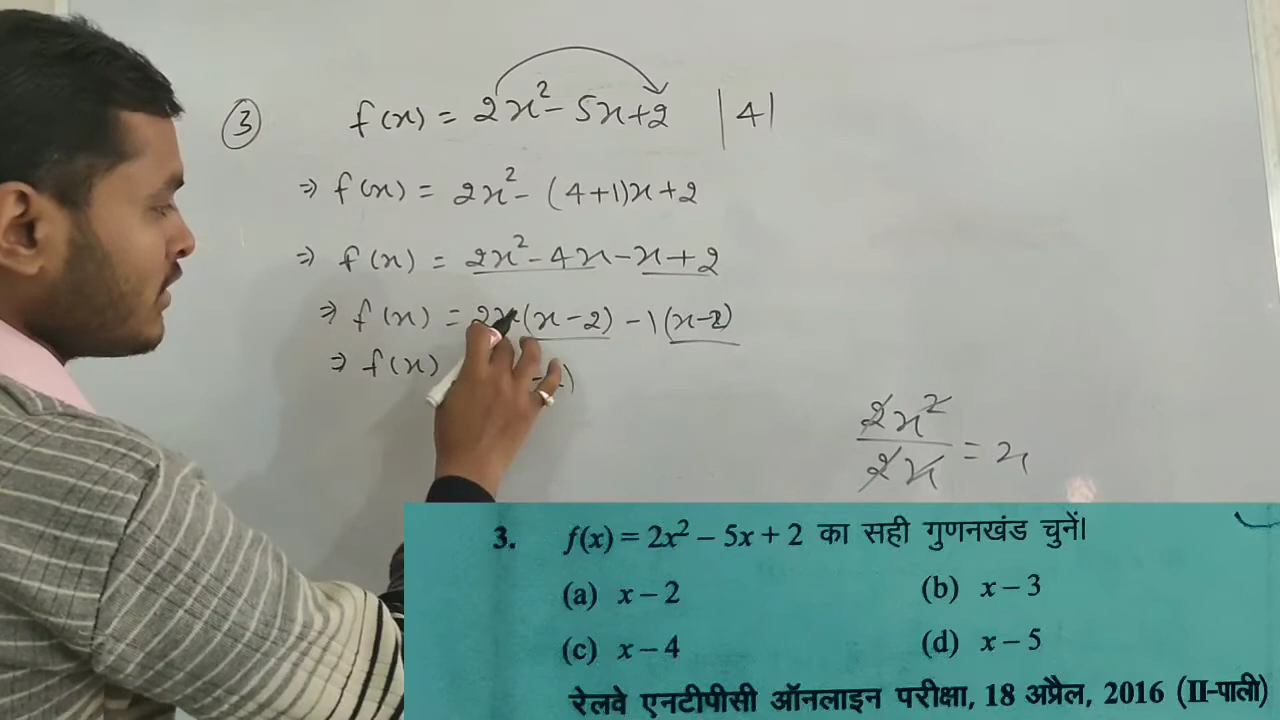 ③ f(x) = 2x² - 5x + 2 | 4 |
⇒ f(x) = 2x² - (4+1)x + 2
⇒ f(x) = 2x² - 4x - x + 2
⇒ f(x) = 2x(x-2) -1(x-2)
⇒ f(x)
2x²/2x = x
3. f(x) = 2x² – 5x + 2 का सही गुणनखंड चुनें।
(a) x – 2 (b) x – 3
(c) x – 4 (d) x – 5
रेलवे एनटीपीसी ऑनलाइन परीक्षा, 18 अप्रैल, 2016 (II-पाली)